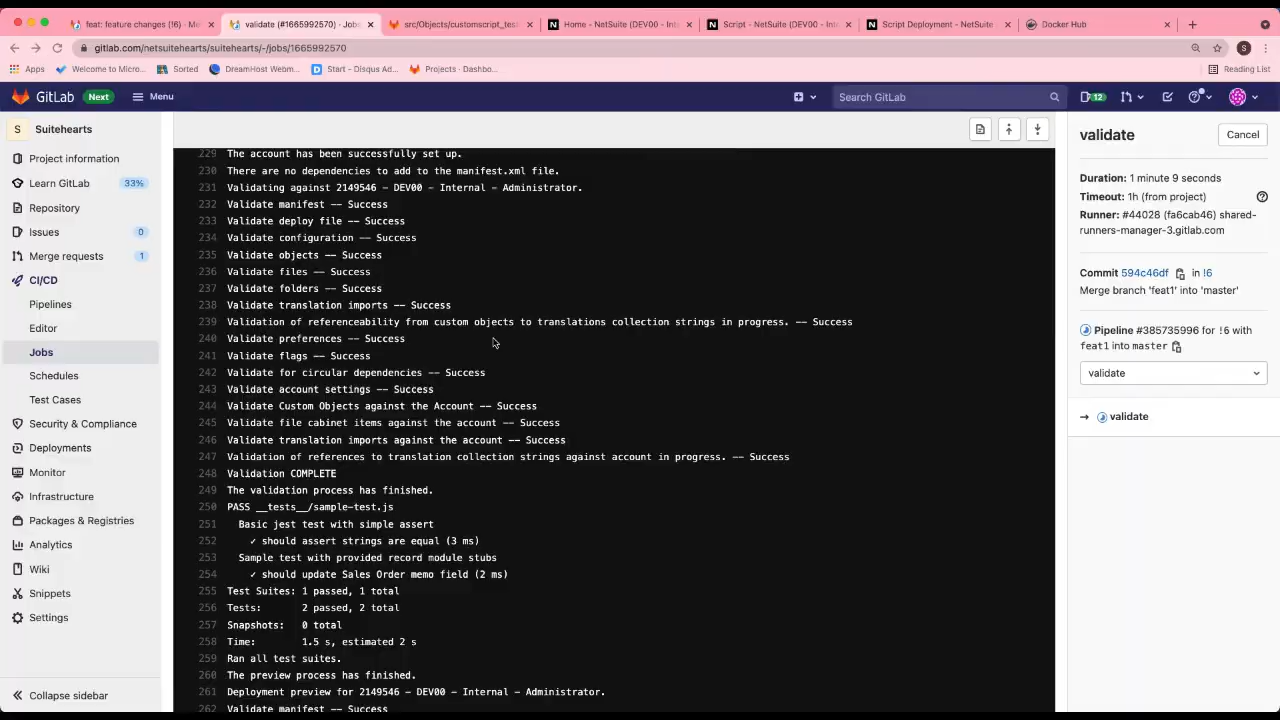 feat: feature changes (!6) · Me
validate (#1665992570) · Jobs
src/Objects/customscript_tes
Home - NetSuite (DEV00 - Int
Script - NetSuite (DEV00 - Int
Script Deployment - NetSuite
Docker Hub
gitlab.com/netsuitehearts/suitehearts/-/jobs/1665992570
Apps
Welcome to Micro...
Sorted
DreamHost Webm...
Start - Disqus Ad...
Projects · Dashbo...
Reading List
GitLab
Next
Menu
Search GitLab
12
S Suitehearts
Project information
Learn GitLab 33%
Repository
Issues 0
Merge requests 1
CI/CD
Pipelines
Editor
Jobs
Schedules
Test Cases
Security & Compliance
Deployments
Monitor
Infrastructure
Packages & Registries
Analytics
Wiki
Snippets
Settings
Collapse sidebar
229 The account has been successfully set up.
230 There are no dependencies to add to the manifest.xml file.
231 Validating against 2149546 - DEV00 - Internal - Administrator.
232 Validate manifest -- Success
233 Validate deploy file -- Success
234 Validate configuration -- Success
235 Validate objects -- Success
236 Validate files -- Success
237 Validate folders -- Success
238 Validate translation imports -- Success
239 Validation of referenceability from custom objects to translations collection strings in progress. -- Success
240 Validate preferences -- Success
241 Validate flags -- Success
242 Validate for circular dependencies -- Success
243 Validate account settings -- Success
244 Validate Custom Objects against the Account -- Success
245 Validate file cabinet items against the account -- Success
246 Validate translation imports against the account -- Success
247 Validation of references to translation collection strings against account in progress. -- Success
248 Validation COMPLETE
249 The validation process has finished.
250 PASS __tests__/sample-test.js
251 Basic jest test with simple assert
252 ✓ should assert strings are equal (3 ms)
253 Sample test with provided record module stubs
254 ✓ should update Sales Order memo field (2 ms)
255 Test Suites: 1 passed, 1 total
256 Tests: 2 passed, 2 total
257 Snapshots: 0 total
258 Time: 1.5 s, estimated 2 s
259 Ran all test suites.
260 The preview process has finished.
261 Deployment preview for 2149546 - DEV00 - Internal - Administrator.
262 Validate manifest -- Success
validate
Cancel
Duration: 1 minute 9 seconds
Timeout: 1h (from project)
Runner: #44028 (fa6cab46) shared-
runners-manager-3.gitlab.com
Commit 594c46df in !6
Merge branch 'feat1' into 'master'
Pipeline #385735996 for !6 with
feat1 into master
validate
→ validate